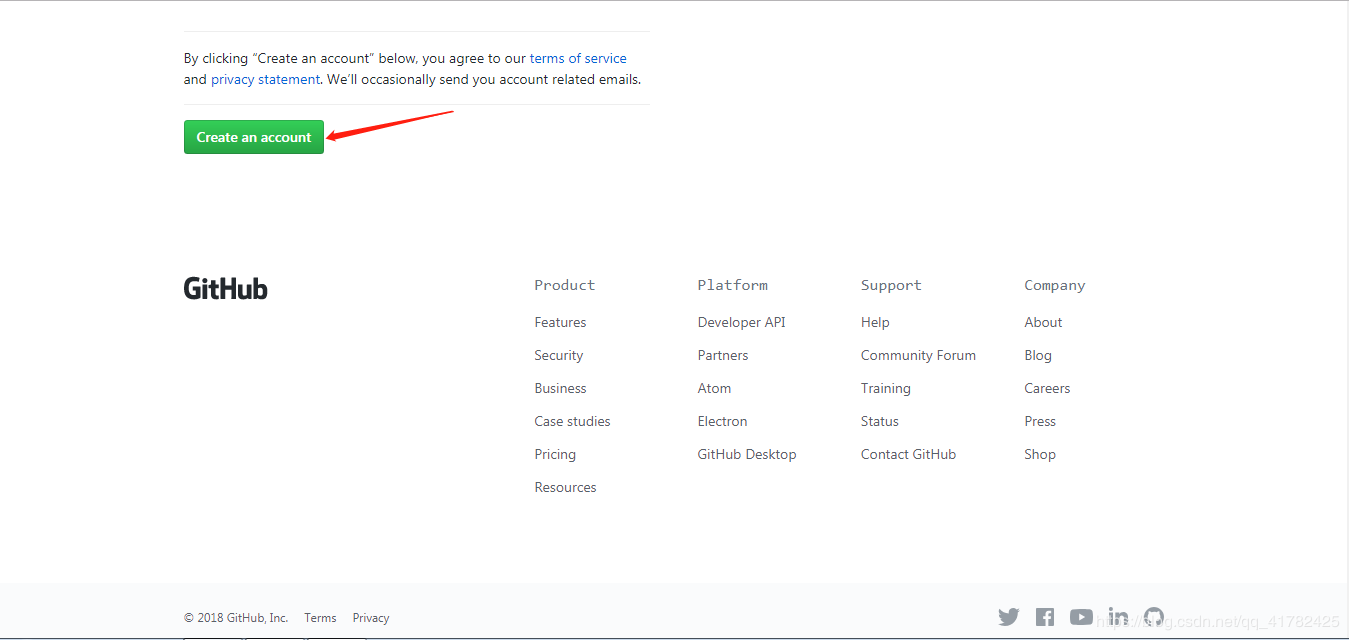 By clicking “Create an account” below, you agree to our terms of service
and privacy statement. We’ll occasionally send you account related emails.
Create an account
GitHub
Product
Features
Security
Business
Case studies
Pricing
Resources
Platform
Developer API
Partners
Atom
Electron
GitHub Desktop
Support
Help
Community Forum
Training
Status
Contact GitHub
Company
About
Blog
Careers
Press
Shop
© 2018 GitHub, Inc. Terms Privacy
https://blog.csdn.net/qq_41782425